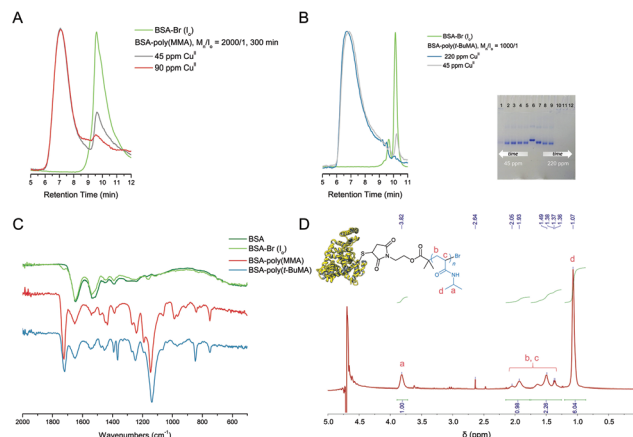 A
BSA-Br (I₀)
BSA-poly(MMA), M₀/I₀ = 2000/1, 300 min
45 ppm Cuᴵᴵ
90 ppm Cuᴵᴵ
5 6 7 8 9 10 11 12
Retention Time (min)
B
BSA-Br (I₀)
BSA-poly(t-BuMA), M₀/I₀ = 1000/1
220 ppm Cuᴵᴵ
45 ppm Cuᴵᴵ
5 6 7 8 9 10 11
Retention Time (min)
1 2 3 4 5 6 7 8 9 10 11 12
time time
45 ppm 220 ppm
C
BSA
BSA-Br (I₀)
BSA-poly(MMA)
BSA-poly(t-BuMA)
2000 1800 1600 1400 1200 1000 800 600
Wavenumbers (cm⁻¹)
D
−3.82
−2.64
−2.05
−1.93
−1.49
−1.38
−1.37
−1.36
−1.07
S
O
N
O
O
O
b
c
Br
n
O
NH
d
a
d
a
b, c
1.00
0.98
2.26
6.04
5.0 4.5 4.0 3.5 3.0 2.5 2.0 1.5 1.0 0.5
δ (ppm)